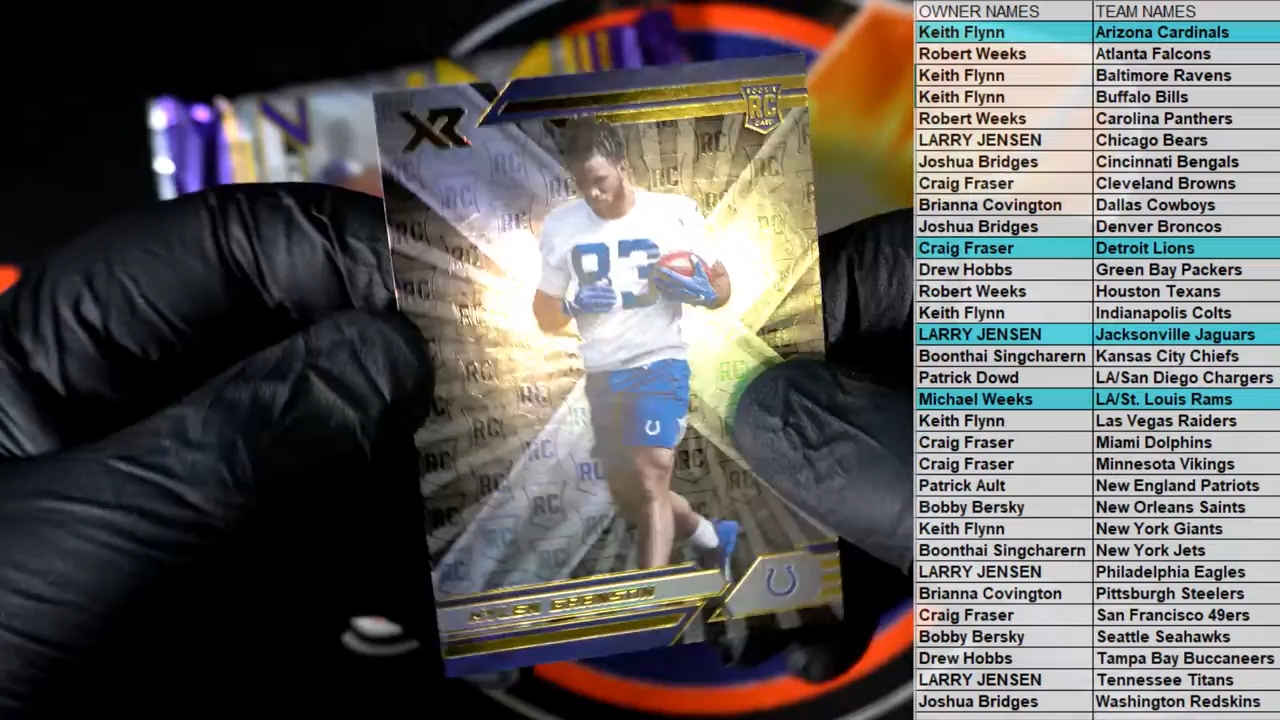 OWNER NAMES TEAM NAMES
Keith Flynn Arizona Cardinals
Robert Weeks Atlanta Falcons
Keith Flynn Baltimore Ravens
Keith Flynn Buffalo Bills
Robert Weeks Carolina Panthers
LARRY JENSEN Chicago Bears
Joshua Bridges Cincinnati Bengals
Craig Fraser Cleveland Browns
Brianna Covington Dallas Cowboys
Joshua Bridges Denver Broncos
Craig Fraser Detroit Lions
Drew Hobbs Green Bay Packers
Robert Weeks Houston Texans
Keith Flynn Indianapolis Colts
LARRY JENSEN Jacksonville Jaguars
Boonthai Singcharern Kansas City Chiefs
Patrick Dowd LA/San Diego Chargers
Michael Weeks LA/St. Louis Rams
Keith Flynn Las Vegas Raiders
Craig Fraser Miami Dolphins
Craig Fraser Minnesota Vikings
Patrick Ault New England Patriots
Bobby Bersky New Orleans Saints
Keith Flynn New York Giants
Boonthai Singcharern New York Jets
LARRY JENSEN Philadelphia Eagles
Brianna Covington Pittsburgh Steelers
Craig Fraser San Francisco 49ers
Bobby Bersky Seattle Seahawks
Drew Hobbs Tampa Bay Buccaneers
LARRY JENSEN Tennessee Titans
Joshua Bridges Washington Redskins
XR
ROOKIE
RC
CARD
83